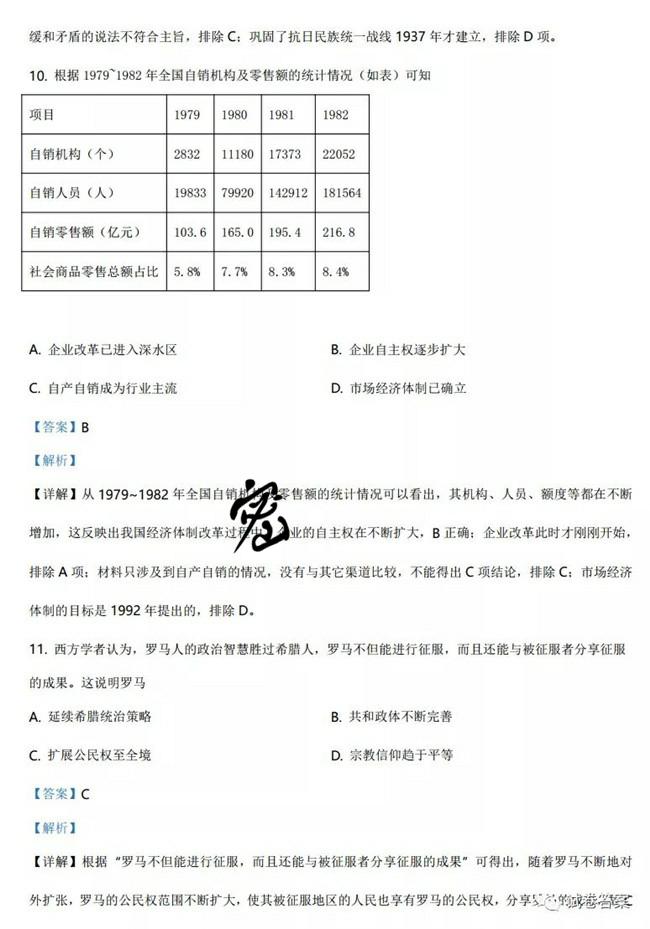 缓和矛盾的说法不符合主旨，排除 C；巩固了抗日民族统一战线 1937 年才建立，排除 D 项。
10. 根据 1979~1982 年全国自销机构及零售额的统计情况（如表）可知
项目 1979 1980 1981 1982
自销机构（个） 2832 11180 17373 22052
自销人员（人） 19833 79920 142912 181564
自销零售额（亿元） 103.6 165.0 195.4 216.8
社会商品零售总额占比 5.8% 7.7% 8.3% 8.4%
A. 企业改革已进入深水区 B. 企业自主权逐步扩大
C. 自产自销成为行业主流 D. 市场经济体制已确立
【答案】B
【解析】
【详解】从 1979~1982 年全国自销机构及零售额的统计情况可以看出，其机构、人员、额度等都在不断
增加，这反映出我国经济体制改革过程中，企业的自主权在不断扩大，B 正确；企业改革此时才刚刚开始，
排除 A 项；材料只涉及到自产自销的情况，没有与其它渠道比较，不能得出 C 项结论，排除 C；市场经济
体制的目标是 1992 年提出的，排除 D。
密
11. 西方学者认为，罗马人的政治智慧胜过希腊人，罗马不但能进行征服，而且还能与被征服者分享征服
的成果。这说明罗马
A. 延续希腊统治策略 B. 共和政体不断完善
C. 扩展公民权至全境 D. 宗教信仰趋于平等
【答案】C
【解析】
【详解】根据“罗马不但能进行征服，而且还能与被征服者分享征服的成果”可得出，随着罗马不断地对
外扩张，罗马的公民权范围不断扩大，使其被征服地区的人民也享有罗马的公民权，分享
试卷答案